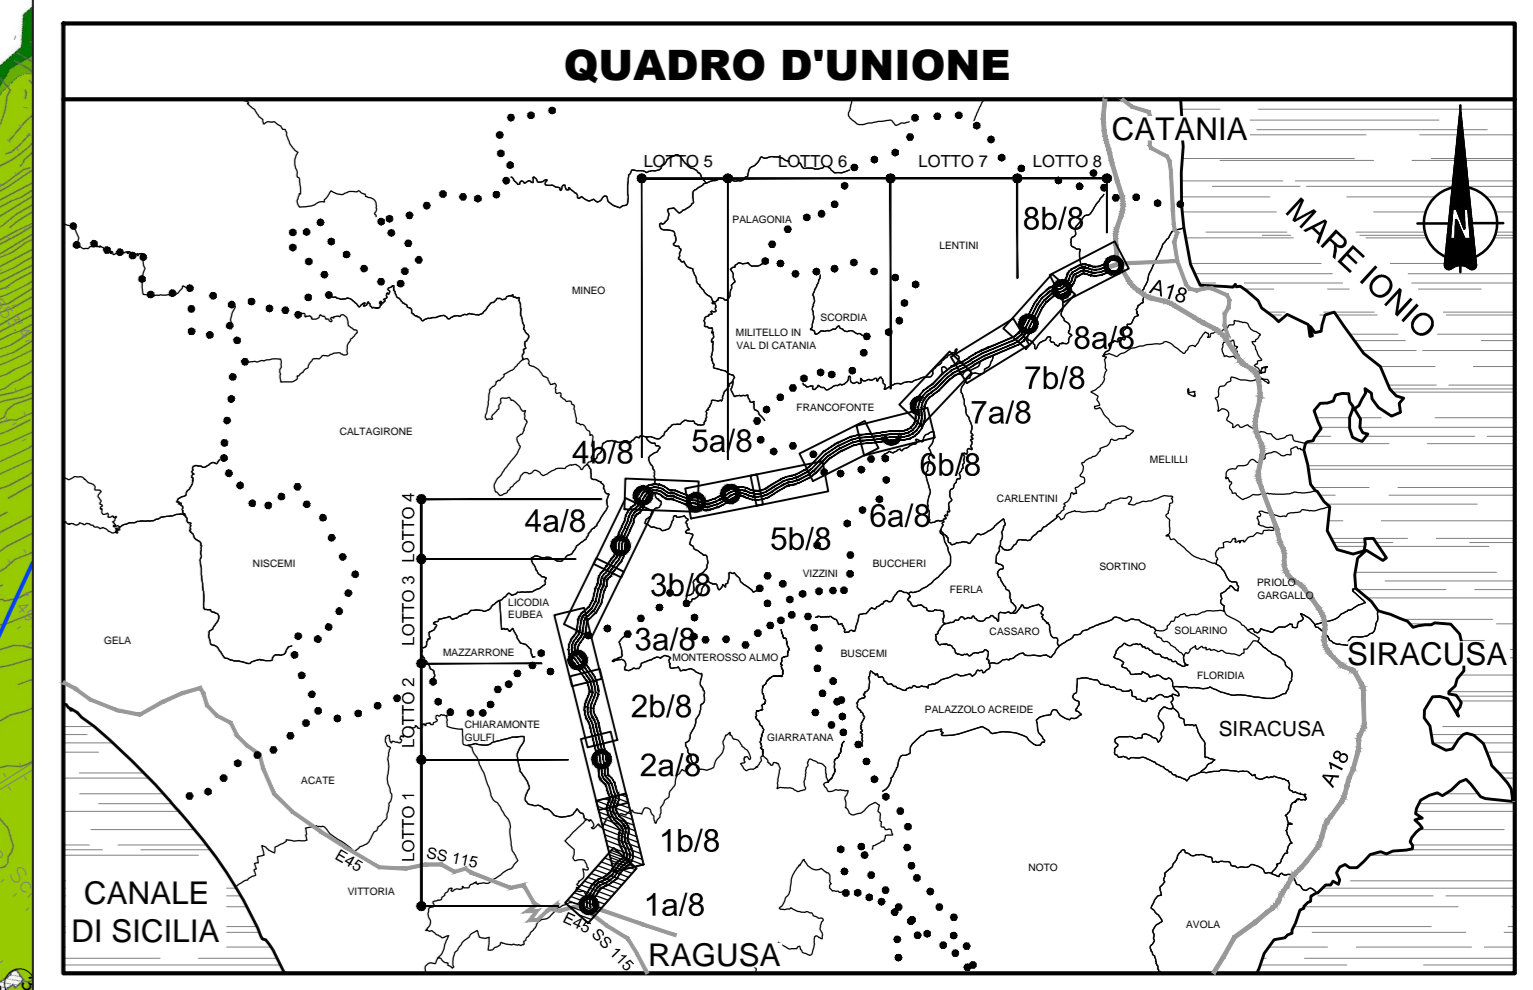 QUADRO D'UNIONE
CATANIA
LOTTO 5
LOTTO 6
LOTTO 7
LOTTO 8
N
MARE IONIO
PALAGONIA
8b/8
LENTINI
MINEO
A18
SCORDIA
MILITELLO IN
VAL DI CATANIA
8a/8
7b/8
FRANCOFONTE
7a/8
CALTAGIRONE
5a/8
4b/8
6b/8
MELILLI
CARLENTINI
LOTTO 4
4a/8
6a/8
5b/8
NISCEMI
VIZZINI
BUCCHERI
SORTINO
FERLA
PRIOLO
GARGALLO
3b/8
LOTTO 3
LICODIA
EUBEA
GELA
3a/8
CASSARO
SOLARINO
MAZZARRONE
MONTEROSSO ALMO
BUSCEMI
SIRACUSA
FLORIDIA
LOTTO 2
2b/8
PALAZZOLO ACREIDE
CHIARAMONTE
GULFI
GIARRATANA
SIRACUSA
2a/8
ACATE
A18
LOTTO 1
1b/8
E45
SS 115
NOTO
VITTORIA
CANALE
DI SICILIA
1a/8
E45 SS 115
AVOLA
RAGUSA